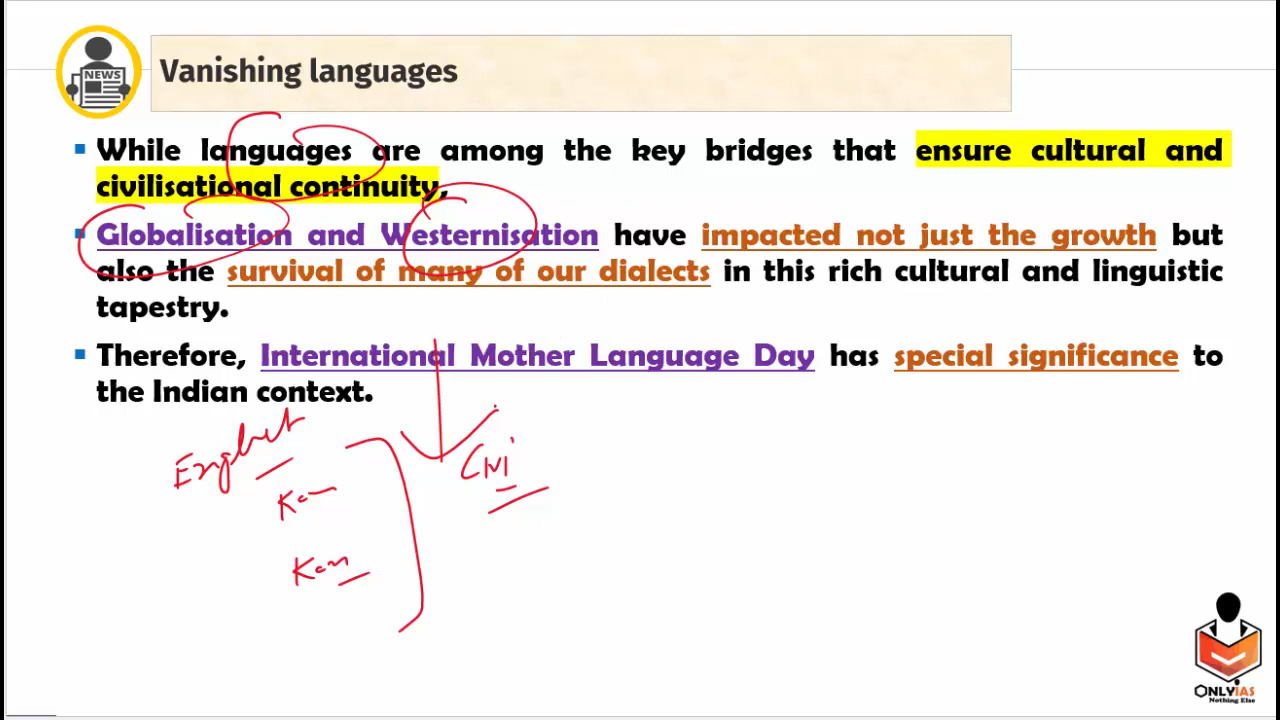 NEWS
Vanishing languages
While languages are among the key bridges that ensure cultural and
civilisational continuity,
Globalisation and Westernisation have impacted not just the growth but
also the survival of many of our dialects in this rich cultural and linguistic
tapestry.
Therefore, International Mother Language Day has special significance to
the Indian context.
Kan
Kan
ONLYIAS
Nothing Else